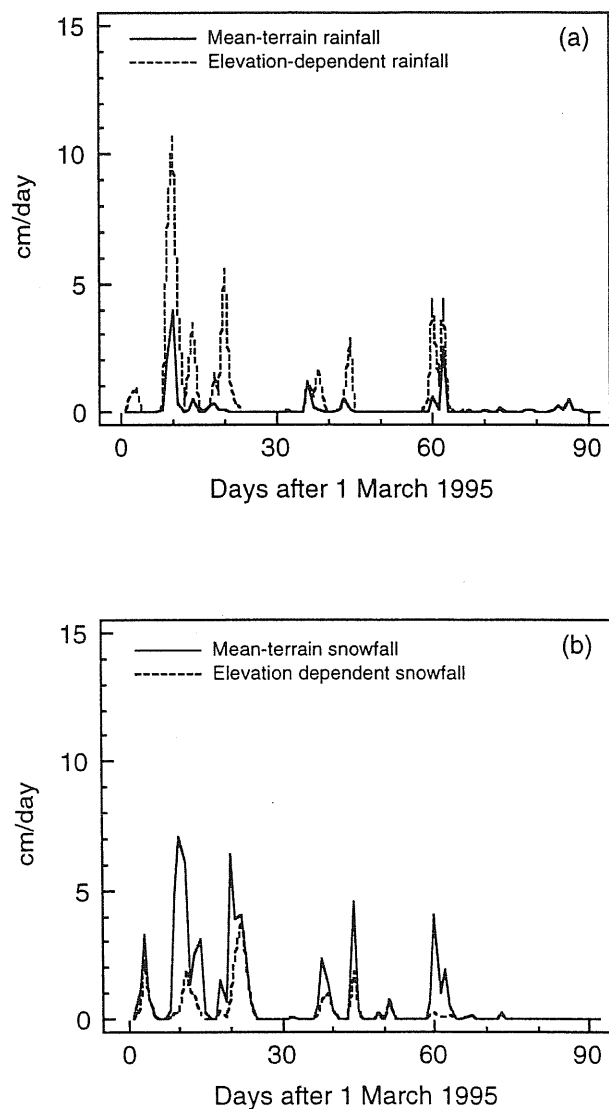 15
Mean-terrain rainfall
(a)
Elevation-dependent rainfall
10
cm/day
5
0
0 30 60 90
Days after 1 March 1995
15
Mean-terrain snowfall
(b)
Elevation dependent snowfall
10
cm/day
5
0
0 30 60 90
Days after 1 March 1995